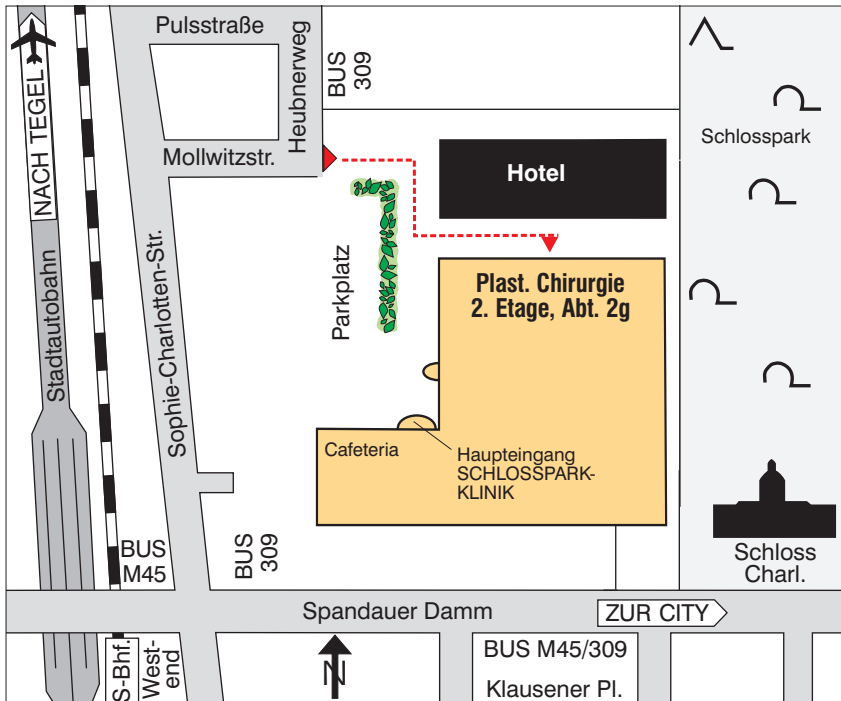 Pulsstraße
Heubnerweg
BUS
309
NACH TEGEL
Mollwitzstr.
Hotel
Schlosspark
Stadtautobahn
Sophie-Charlotten-Str.
Parkplatz
Plast. Chirurgie
2. Etage, Abt. 2g
Cafeteria
Haupteingang
SCHLOSSPARK-
KLINIK
BUS
M45
BUS
309
Schloss
Charl.
Spandauer Damm
ZUR CITY
S-Bhf.
West-
end
N
BUS M45/309
Klausener Pl.